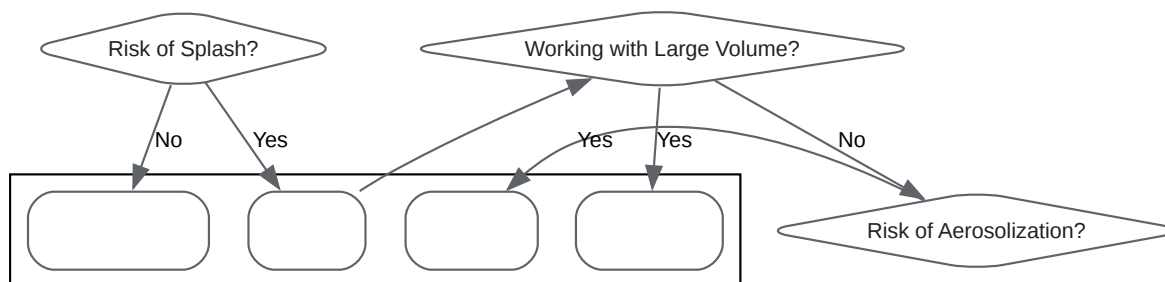 Risk of Splash?
Working with Large Volume?
No
Yes
Yes
Yes
No
Risk of Aerosolization?